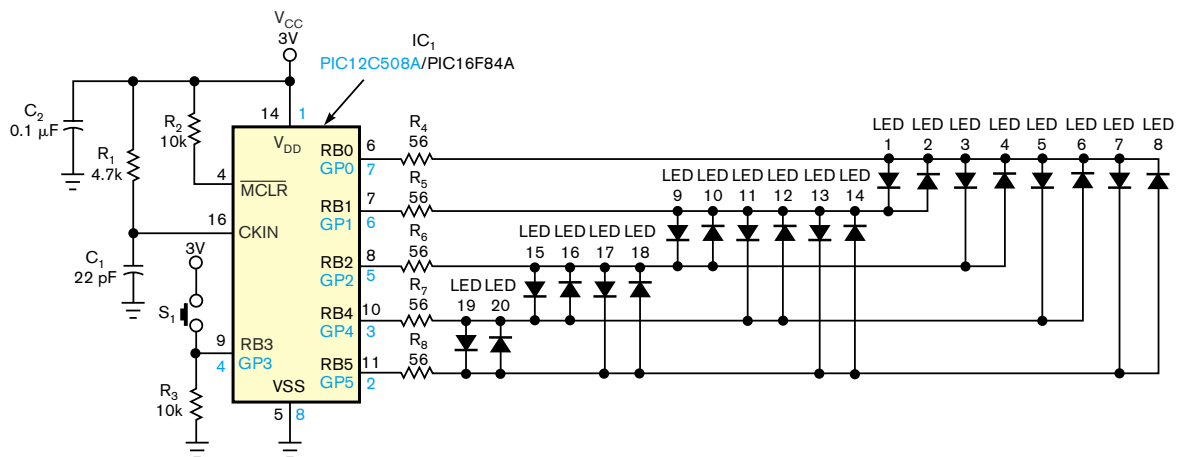 V_CC
3V
IC_1
PIC12C508A/PIC16F84A
C_2
0.1 µF
R_1
4.7k
R_2
10k
14 1
V_DD
4
MCLR
16
CKIN
C_1
22 pF
3V
S_1
9
RB3
4
GP3
R_3
10k
VSS
5 8
RB0
GP0
6
7
RB1
GP1
7
6
RB2
GP2
8
5
RB4
GP4
10
3
RB5
GP5
11
2
R_4
56
R_5
56
R_6
56
R_7
56
R_8
56
LED LED LED LED LED LED LED LED
1 2 3 4 5 6 7 8
LED LED LED LED LED LED
9 10 11 12 13 14
LED LED LED LED
15 16 17 18
LED LED
19 20